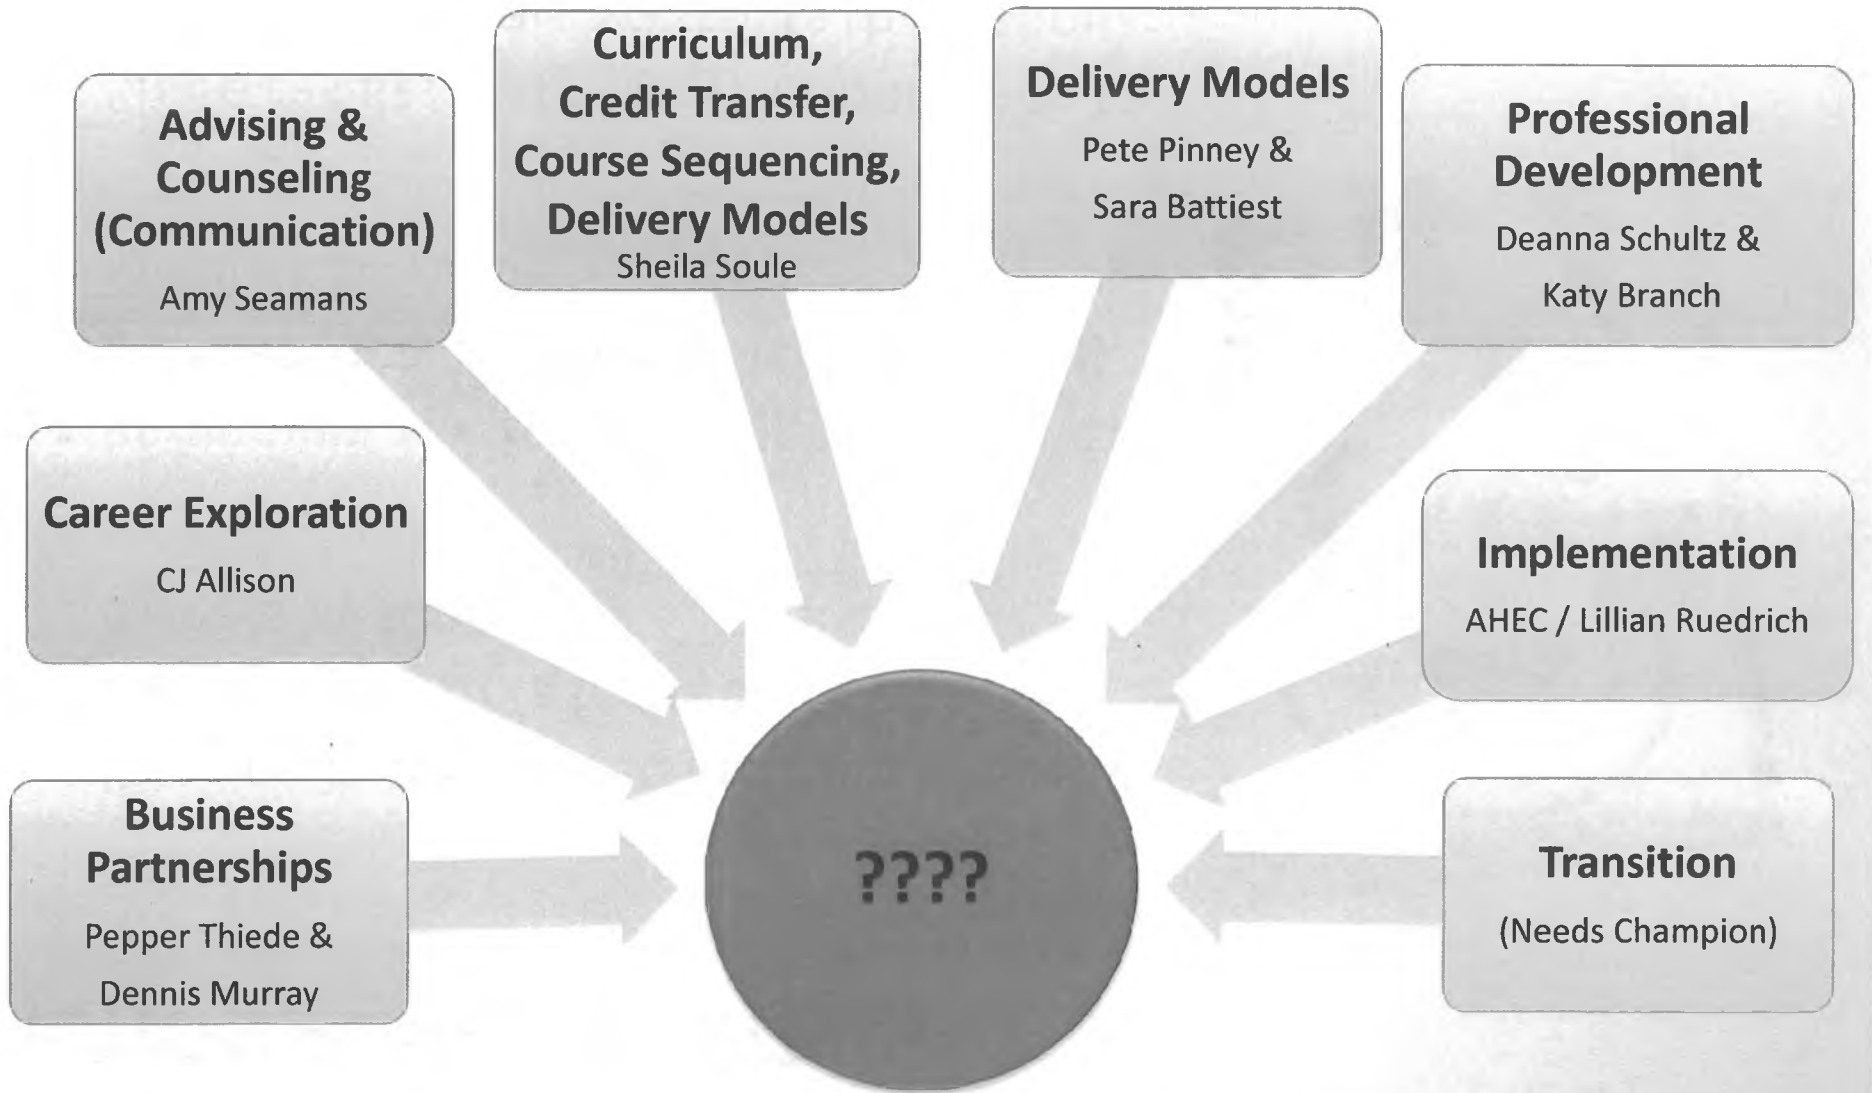 Advising &
Counseling
(Communication)
Amy Seamans
Curriculum,
Credit Transfer,
Course Sequencing,
Delivery Models
Sheila Soule
Delivery Models
Pete Pinney &
Sara Battiest
Professional
Development
Deanna Schultz &
Katy Branch
Career Exploration
CJ Allison
Implementation
AHEC / Lillian Ruedrich
Business
Partnerships
Pepper Thiede &
Dennis Murray
????
Transition
(Needs Champion)